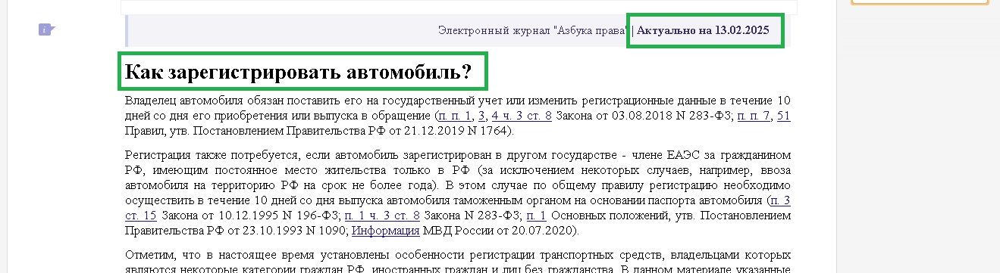 Электронный журнал "Азбука права" | Актуально на 13.02.2025
Как зарегистрировать автомобиль?
Владелец автомобиля обязан поставить его на государственный учет или изменить регистрационные данные в течение 10
дней со дня его приобретения или выпуска в обращение (п. п. 1, 3, 4 ч. 3 ст. 8 Закона от 03.08.2018 N 283-ФЗ; п. п. 7, 51
Правил, утв. Постановлением Правительства РФ от 21.12.2019 N 1764).
Регистрация также потребуется, если автомобиль зарегистрирован в другом государстве - члене ЕАЭС за гражданином
РФ, имеющим постоянное место жительства только в РФ (за исключением некоторых случаев, например, ввоза
автомобиля на территорию РФ на срок не более года). В этом случае по общему правилу регистрацию необходимо
осуществить в течение 10 дней со дня выпуска автомобиля таможенным органом на основании паспорта автомобиля (п. 3
ст. 15 Закона от 10.12.1995 N 196-ФЗ; п. 1 ч. 3 ст. 8 Закона N 283-ФЗ; п. 1 Основных положений, утв. Постановлением
Правительства РФ от 23.10.1993 N 1090; Информация МВД России от 20.07.2020).
Отметим, что в настоящее время установлены особенности регистрации транспортных средств, владельцами которых
являются некоторые категории граждан РФ, иностранных граждан и лиц без гражданства. В данном материале указанные